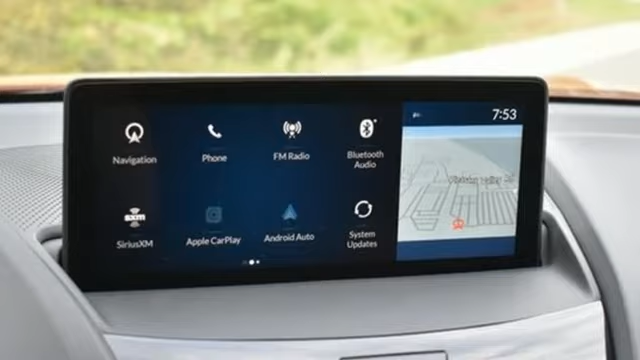 7:53
Navigation
Phone
FM Radio
Bluetooth
Audio
SiriusXM
Apple CarPlay
Android Auto
System
Updates